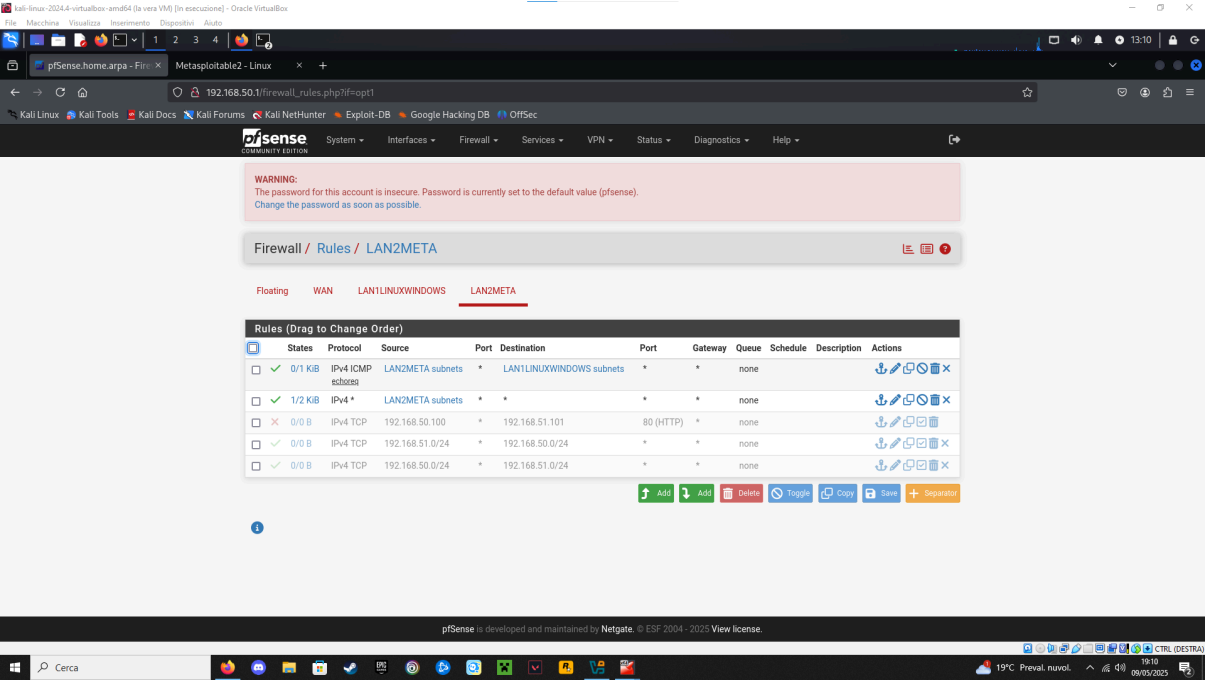 kali-linux-2024.4-virtualbox-amd64 (la vera VM) [In esecuzione] - Oracle VirtualBox
File Macchina Visualizza Inserimento Dispositivi Aiuto
1 2 3 4 2 13:10
pfSense.home.arpa - Fire × Metasploitable2 - Linux × +
192.168.50.1/firewall_rules.php?if=opt1
Kali Linux Kali Tools Kali Docs Kali Forums Kali NetHunter Exploit-DB Google Hacking DB OffSec
pfsense COMMUNITY EDITION System Interfaces Firewall Services VPN Status Diagnostics Help
WARNING:
The password for this account is insecure. Password is currently set to the default value (pfsense).
Change the password as soon as possible.
Firewall / Rules / LAN2META
Floating WAN LAN1LINUXWINDOWS LAN2META
Rules (Drag to Change Order)
States Protocol Source Port Destination Port Gateway Queue Schedule Description Actions
0/1 KiB IPv4 ICMP LAN2META subnets * LAN1LINUXWINDOWS subnets * * none
echoreq
1/2 KiB IPv4 * LAN2META subnets * * * * none
0/0 B IPv4 TCP 192.168.50.100 * 192.168.51.101 80 (HTTP) * none
0/0 B IPv4 TCP 192.168.51.0/24 * 192.168.50.0/24 * * none
0/0 B IPv4 TCP 192.168.50.0/24 * 192.168.51.0/24 * * none
Add Add Delete Toggle Copy Save Separator
pfSense is developed and maintained by Netgate. © ESF 2004 - 2025 View license.
CTRL (DESTRA)
Cerca
19°C Preval. nuvol. 19:10
09/05/2025